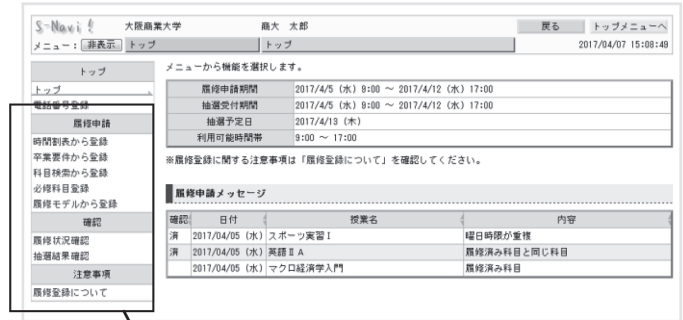 S-Navi! 大阪商業大学 商大 太郎 戻る トップメニューへ
メニュー：非表示 トップ トップ 2017/04/07 15:08:49
トップ
トップ
電話番号登録
履修申請
時間割表から登録
卒業要件から登録
科目検索から登録
必修科目登録
履修モデルから登録
確認
履修状況確認
抽選結果確認
注意事項
履修登録について
メニューから機能を選択します。
履修申請期間 2017/4/5 (水) 9:00 ～ 2017/4/12 (水) 17:00
抽選受付期間 2017/4/5 (水) 9:00 ～ 2017/4/12 (水) 17:00
抽選予定日 2017/4/13 (木)
利用可能時間帯 9:00 ～ 17:00
※履修登録に関する注意事項は「履修登録について」を確認してください。
履修申請メッセージ
確認 日付 授業名 内容
済 2017/04/05 (水) スポーツ実習Ⅰ 曜日時限が重複
済 2017/04/05 (水) 英語ⅡA 履修済み科目と同じ科目
2017/04/05 (水) マクロ経済学入門 履修済み科目